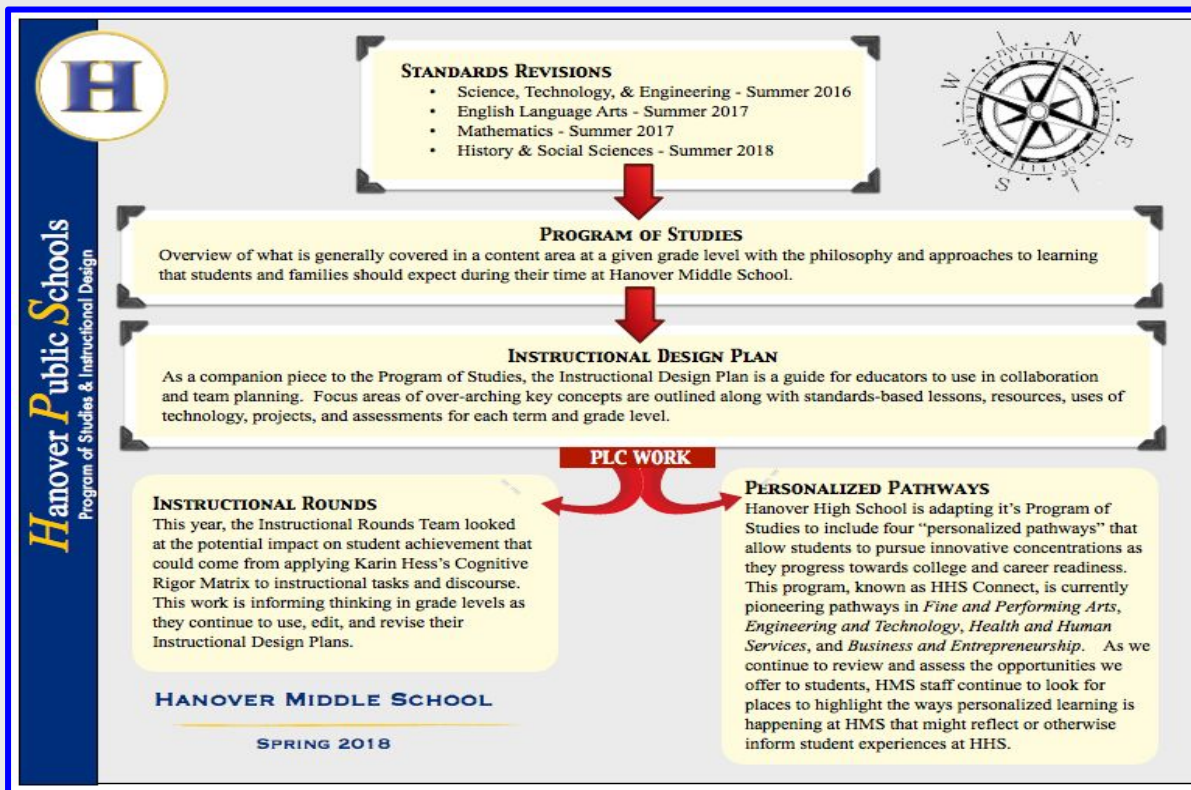 H
Hanover Public Schools
Program of Studies & Instructional Design
STANDARDS REVISIONS
• Science, Technology, & Engineering - Summer 2016
• English Language Arts - Summer 2017
• Mathematics - Summer 2017
• History & Social Sciences - Summer 2018
N
ne
E
se
S
sw
W
nw
PROGRAM OF STUDIES
Overview of what is generally covered in a content area at a given grade level with the philosophy and approaches to learning
that students and families should expect during their time at Hanover Middle School.
INSTRUCTIONAL DESIGN PLAN
As a companion piece to the Program of Studies, the Instructional Design Plan is a guide for educators to use in collaboration
and team planning. Focus areas of over-arching key concepts are outlined along with standards-based lessons, resources, uses of
technology, projects, and assessments for each term and grade level.
PLC WORK
INSTRUCTIONAL ROUNDS
This year, the Instructional Rounds Team looked
at the potential impact on student achievement that
could come from applying Karin Hess's Cognitive
Rigor Matrix to instructional tasks and discourse.
This work is informing thinking in grade levels as
they continue to use, edit, and revise their
Instructional Design Plans.
HANOVER MIDDLE SCHOOL
SPRING 2018
PERSONALIZED PATHWAYS
Hanover High School is adapting it's Program of
Studies to include four “personalized pathways” that
allow students to pursue innovative concentrations as
they progress towards college and career readiness.
This program, known as HHS Connect, is currently
pioneering pathways in Fine and Performing Arts,
Engineering and Technology, Health and Human
Services, and Business and Entrepreneurship. As we
continue to review and assess the opportunities we
offer to students, HMS staff continue to look for
places to highlight the ways personalized learning is
happening at HMS that might reflect or otherwise
inform student experiences at HHS.